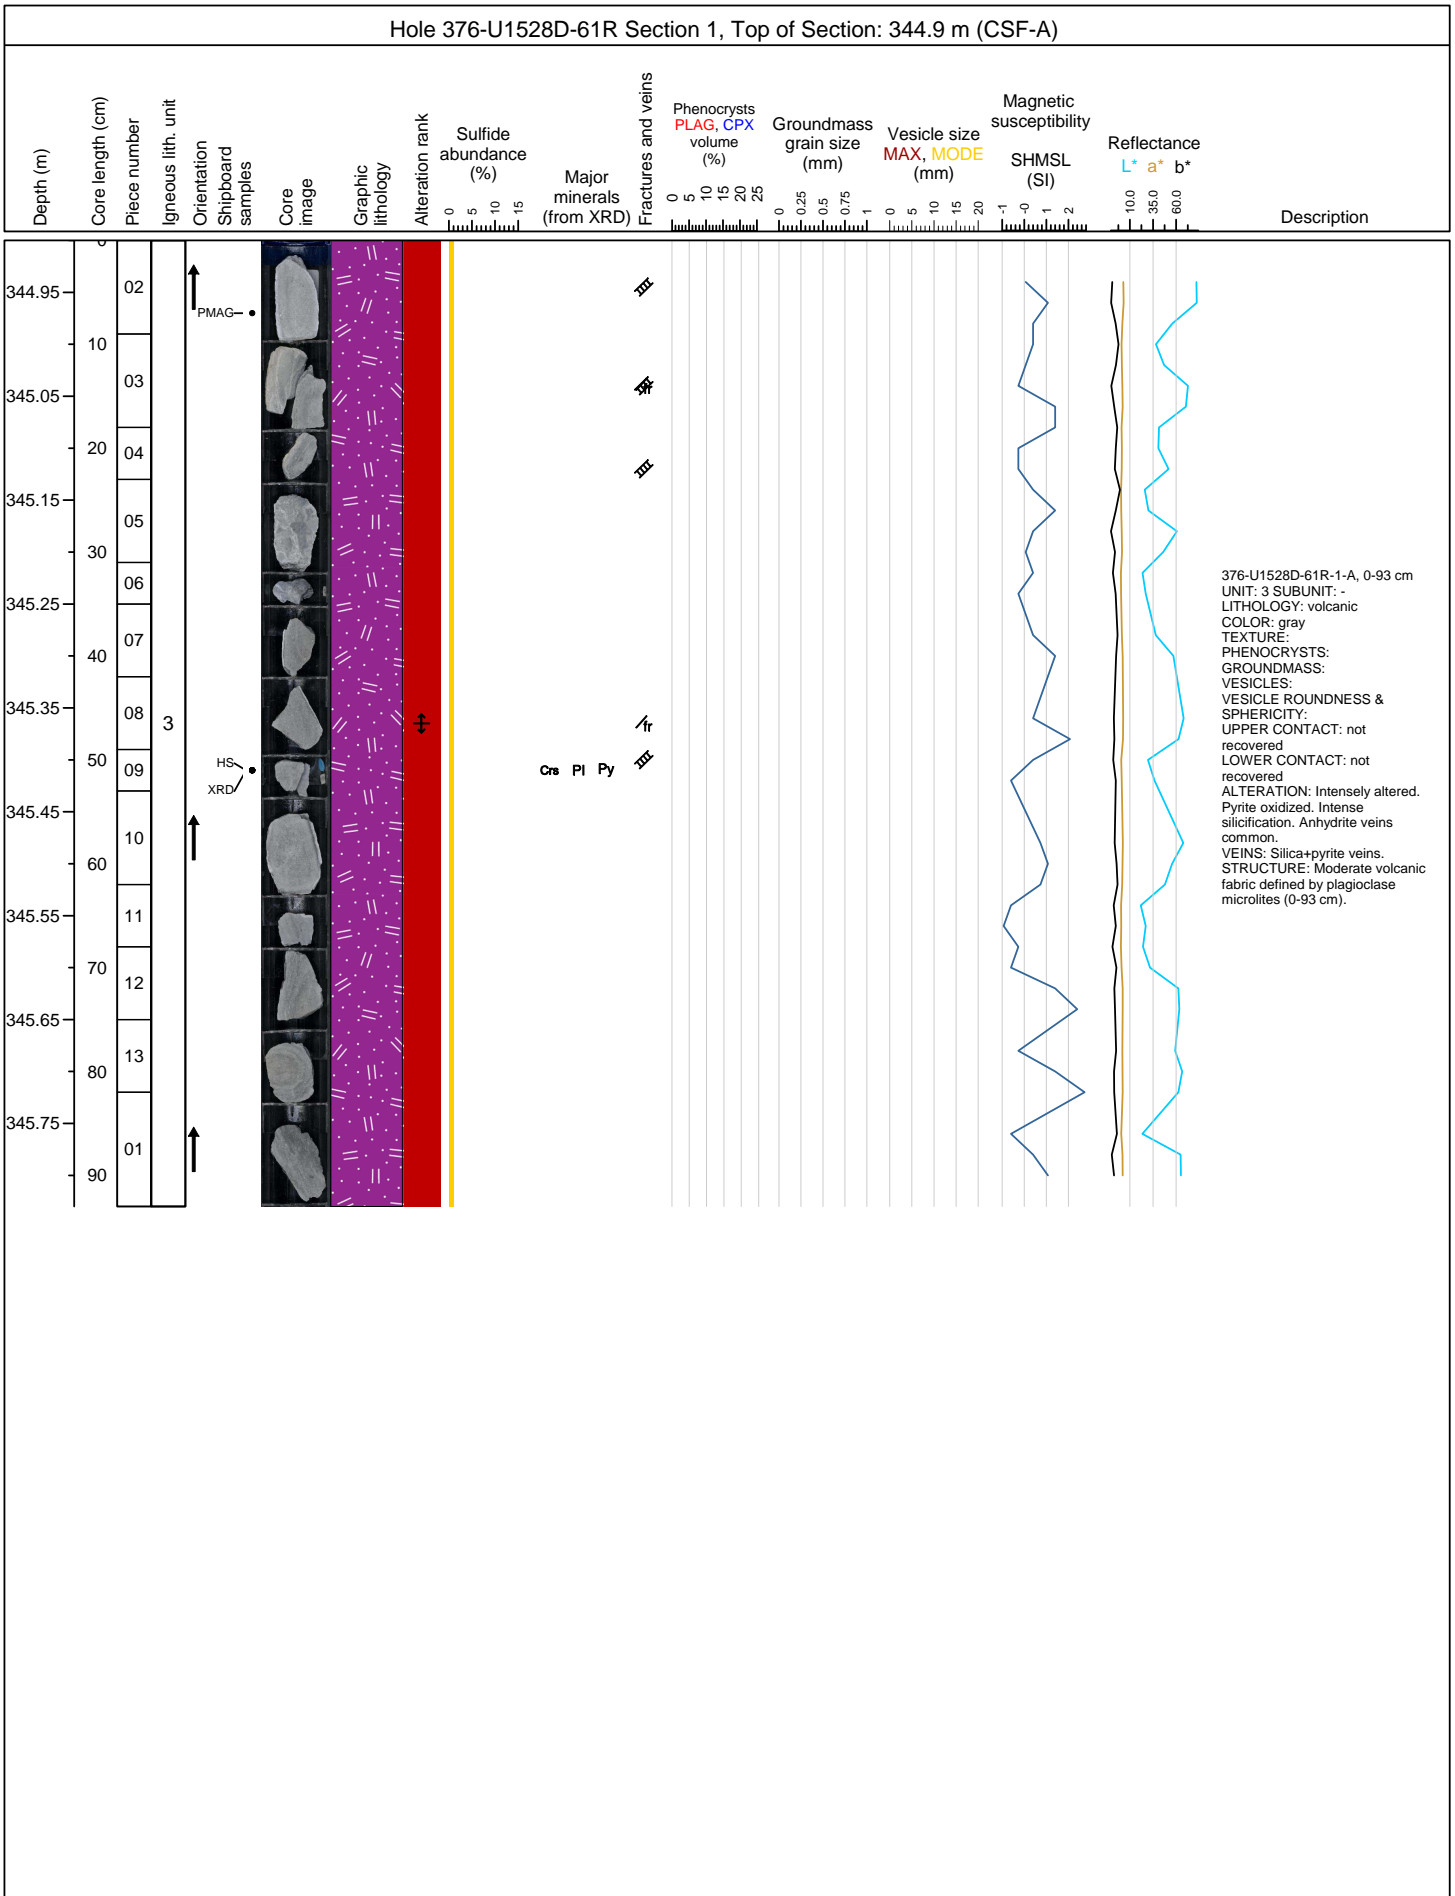 Hole 376-U1528D-61R Section 1, Top of Section: 344.9 m (CSF-A)
Depth (m)
Core length (cm)
Piece number
Igneous lith. unit
Orientation
Shipboard
samples
Core
image
Graphic
lithology
Alteration rank
Sulfide
abundance
(%)
0 5 10 15
Major
minerals
(from XRD)
Fractures and veins
Phenocrysts
PLAG, CPX
volume
(%)
0 5 10 15 20 25
Groundmass
grain size
(mm)
0 0.25 0.5 0.75 1
Vesicle size
MAX, MODE
(mm)
0 5 10 15 20
Magnetic
susceptibility
SHMSL
(SI)
-1 -0 1 2
Reflectance
L* a* b*
10.0 35.0 60.0
Description
0
02
344.95
PMAG
10
03
345.05
fr
20
04
345.15
05
30
06
345.25
07
40
08
345.35
3
fr
50
09
HS
XRD
Crs Pl Py
345.45
10
60
11
345.55
70
12
345.65
13
80
345.75
01
90
376-U1528D-61R-1-A, 0-93 cm
UNIT: 3 SUBUNIT: -
LITHOLOGY: volcanic
COLOR: gray
TEXTURE:
PHENOCRYSTS:
GROUNDMASS:
VESICLES:
VESICLE ROUNDNESS &
SPHERICITY:
UPPER CONTACT: not
recovered
LOWER CONTACT: not
recovered
ALTERATION: Intensely altered.
Pyrite oxidized. Intense
silicification. Anhydrite veins
common.
VEINS: Silica+pyrite veins.
STRUCTURE: Moderate volcanic
fabric defined by plagioclase
microlites (0-93 cm).